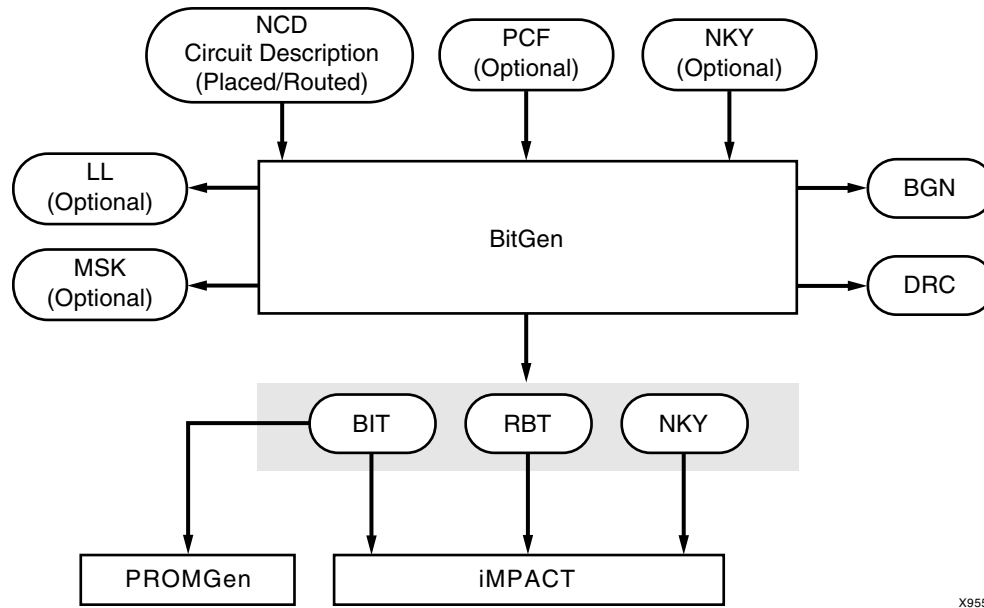 NCD
Circuit Description
(Placed/Routed)
PCF
(Optional)
NKY
(Optional)
LL
(Optional)
BGN
BitGen
MSK
(Optional)
DRC
BIT
RBT
NKY
PROMGen
iMPACT